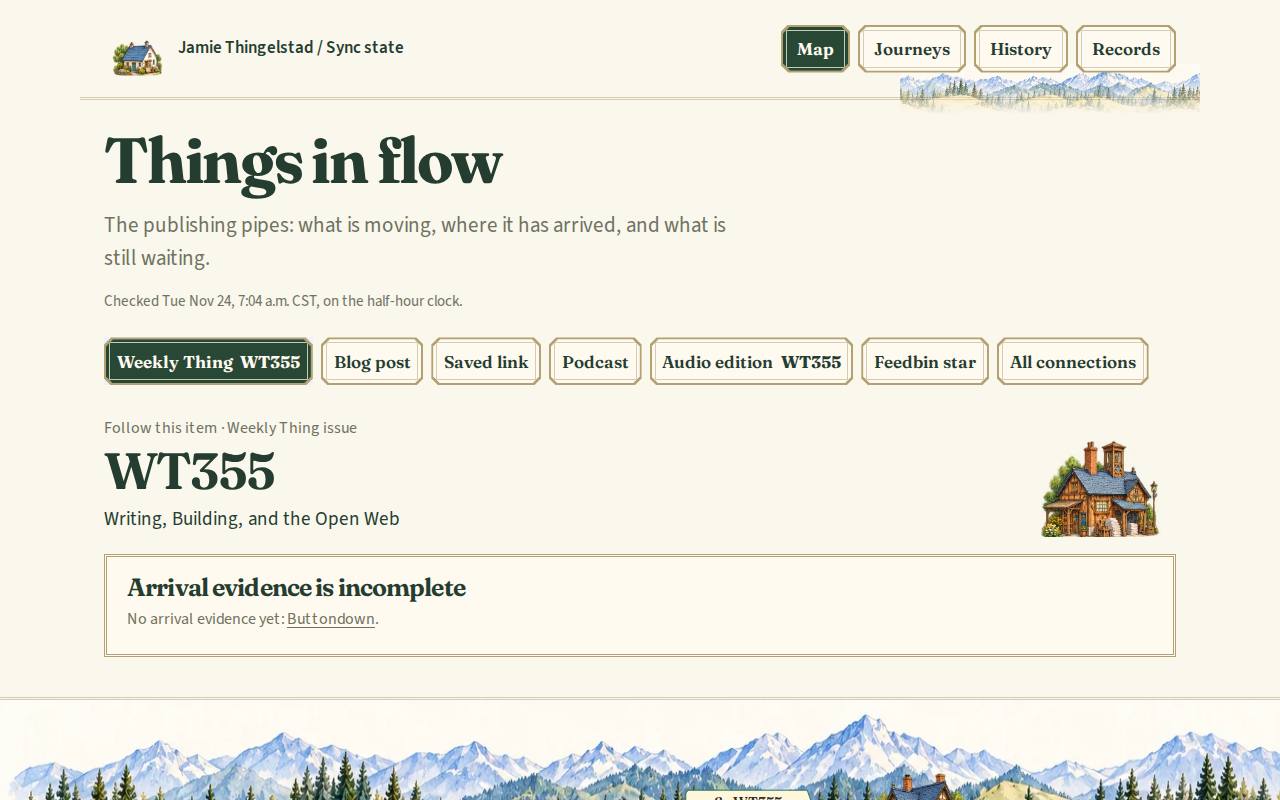 Jamie Thingelstad / Sync state
Map
Journeys
History
Records
Things in flow
The publishing pipes: what is moving, where it has arrived, and what is
still waiting.
Checked Tue Nov 24, 7:04 a.m. CST, on the half-hour clock.
Weekly Thing WT355
Blog post
Saved link
Podcast
Audio edition WT355
Feedbin star
All connections
Follow this item · Weekly Thing issue
WT355
Writing, Building, and the Open Web
Arrival evidence is incomplete
No arrival evidence yet: Buttondown.